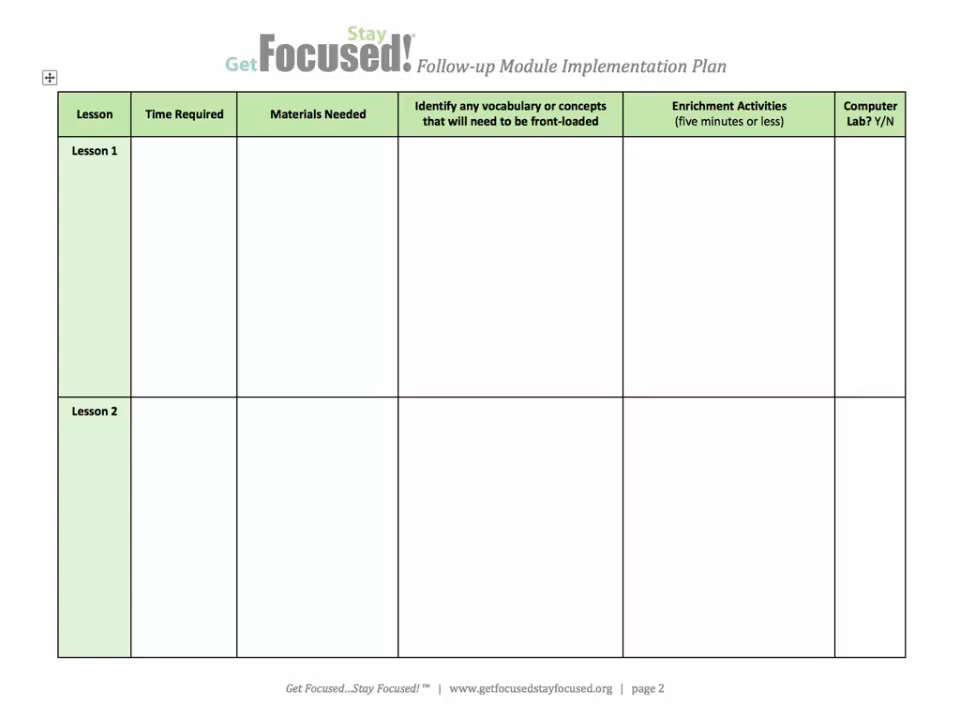 Get Focused! Stay Follow-up Module Implementation Plan
Lesson
Time Required
Materials Needed
Identify any vocabulary or concepts
that will need to be front-loaded
Enrichment Activities
(five minutes or less)
Computer
Lab? Y/N
Lesson 1
Lesson 2
Get Focused...Stay Focused! ™ | www.getfocusedstayfocused.org | page 2